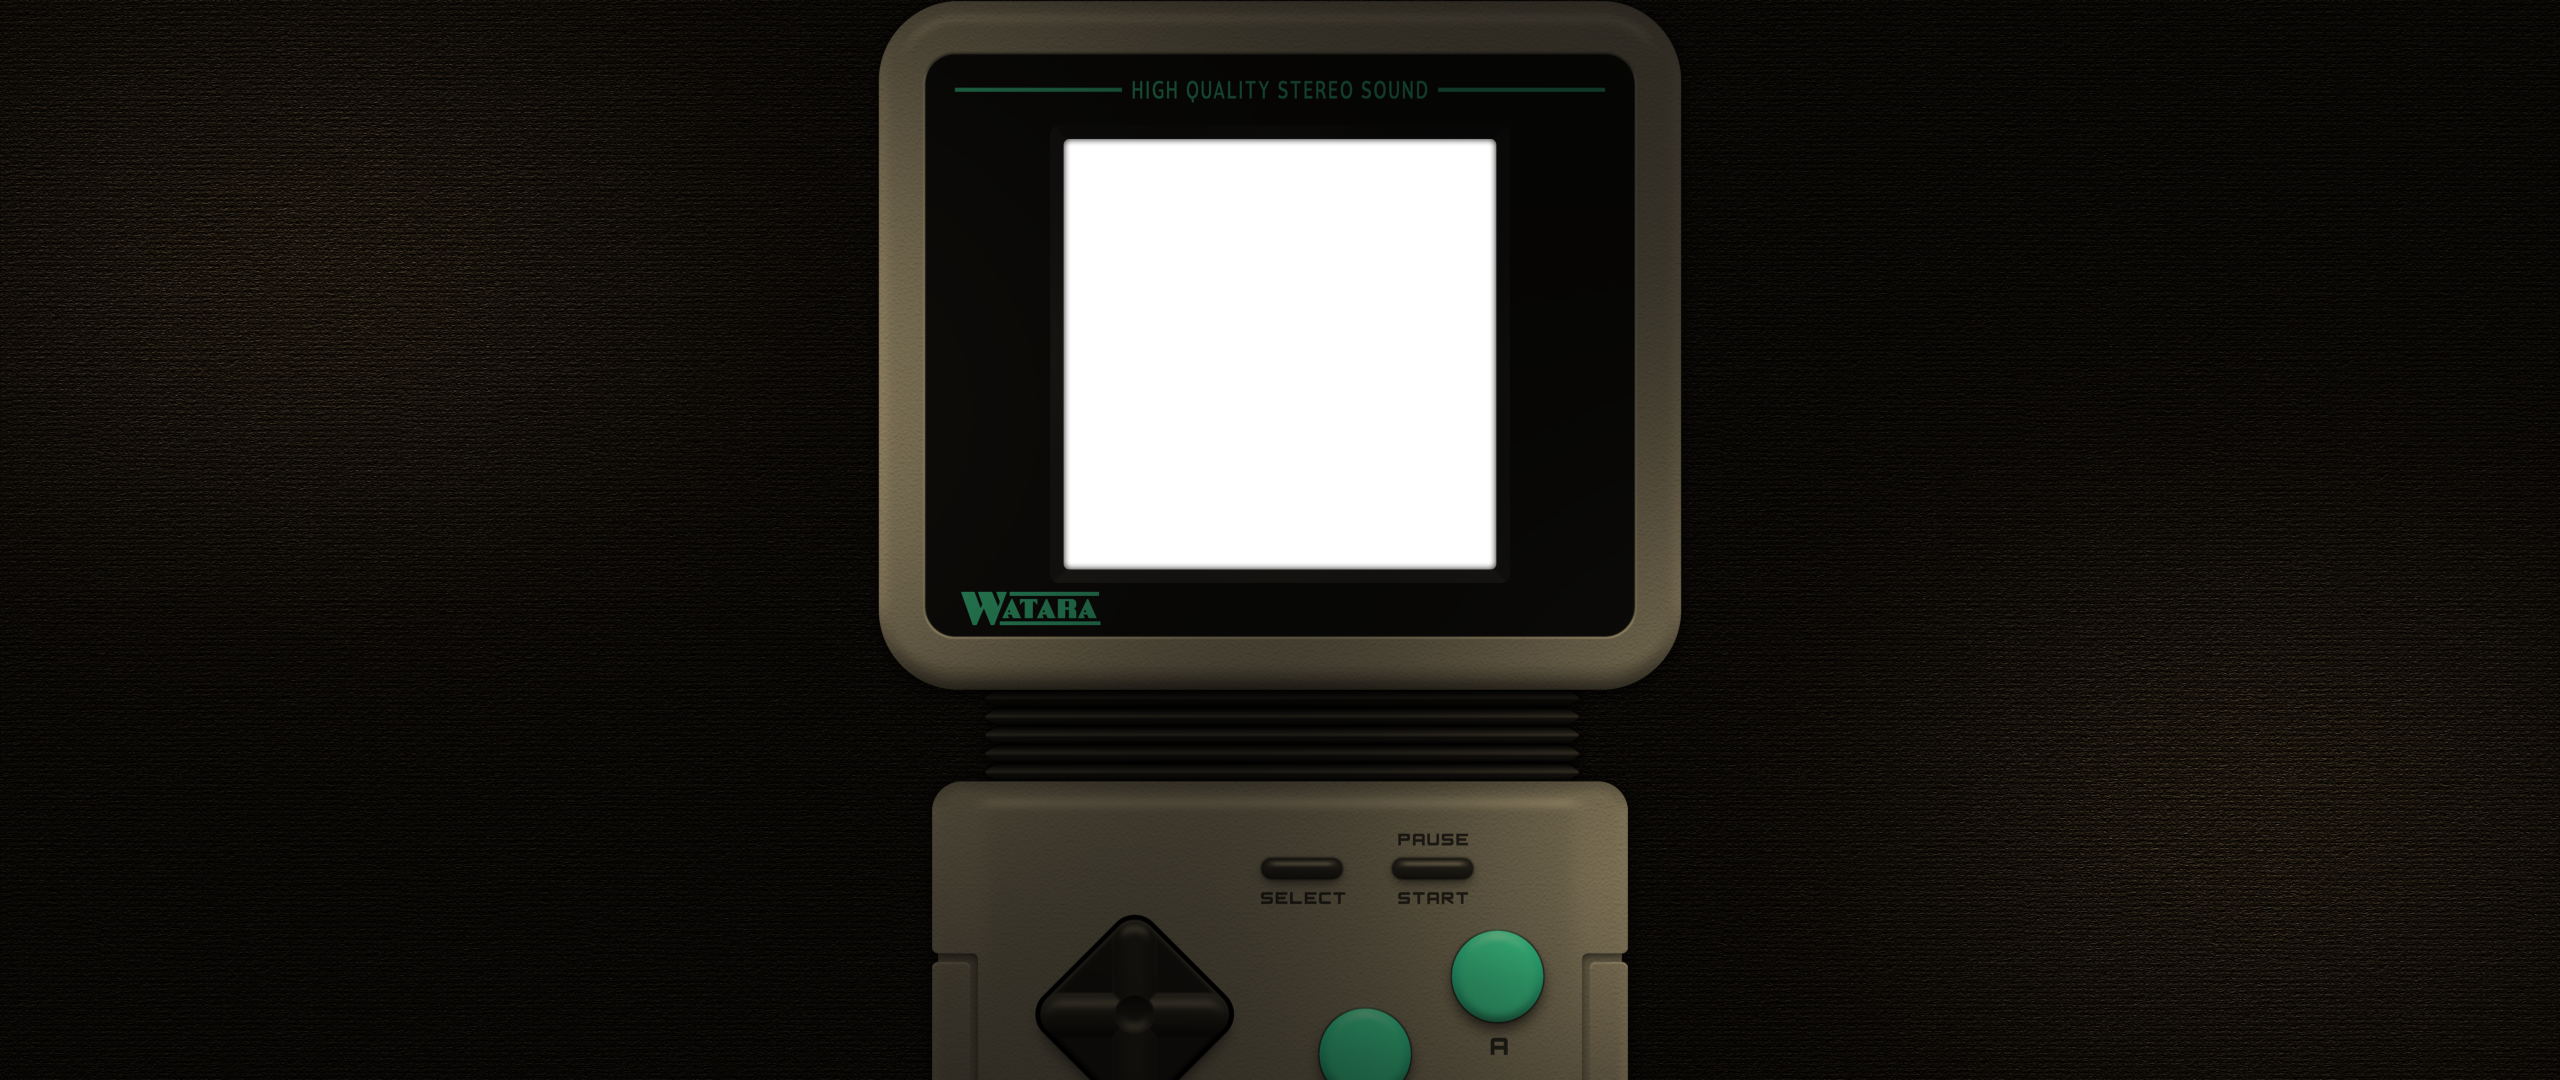 HIGH QUALITY STEREO SOUND
WATARA
PAUSE
SELECT START
A